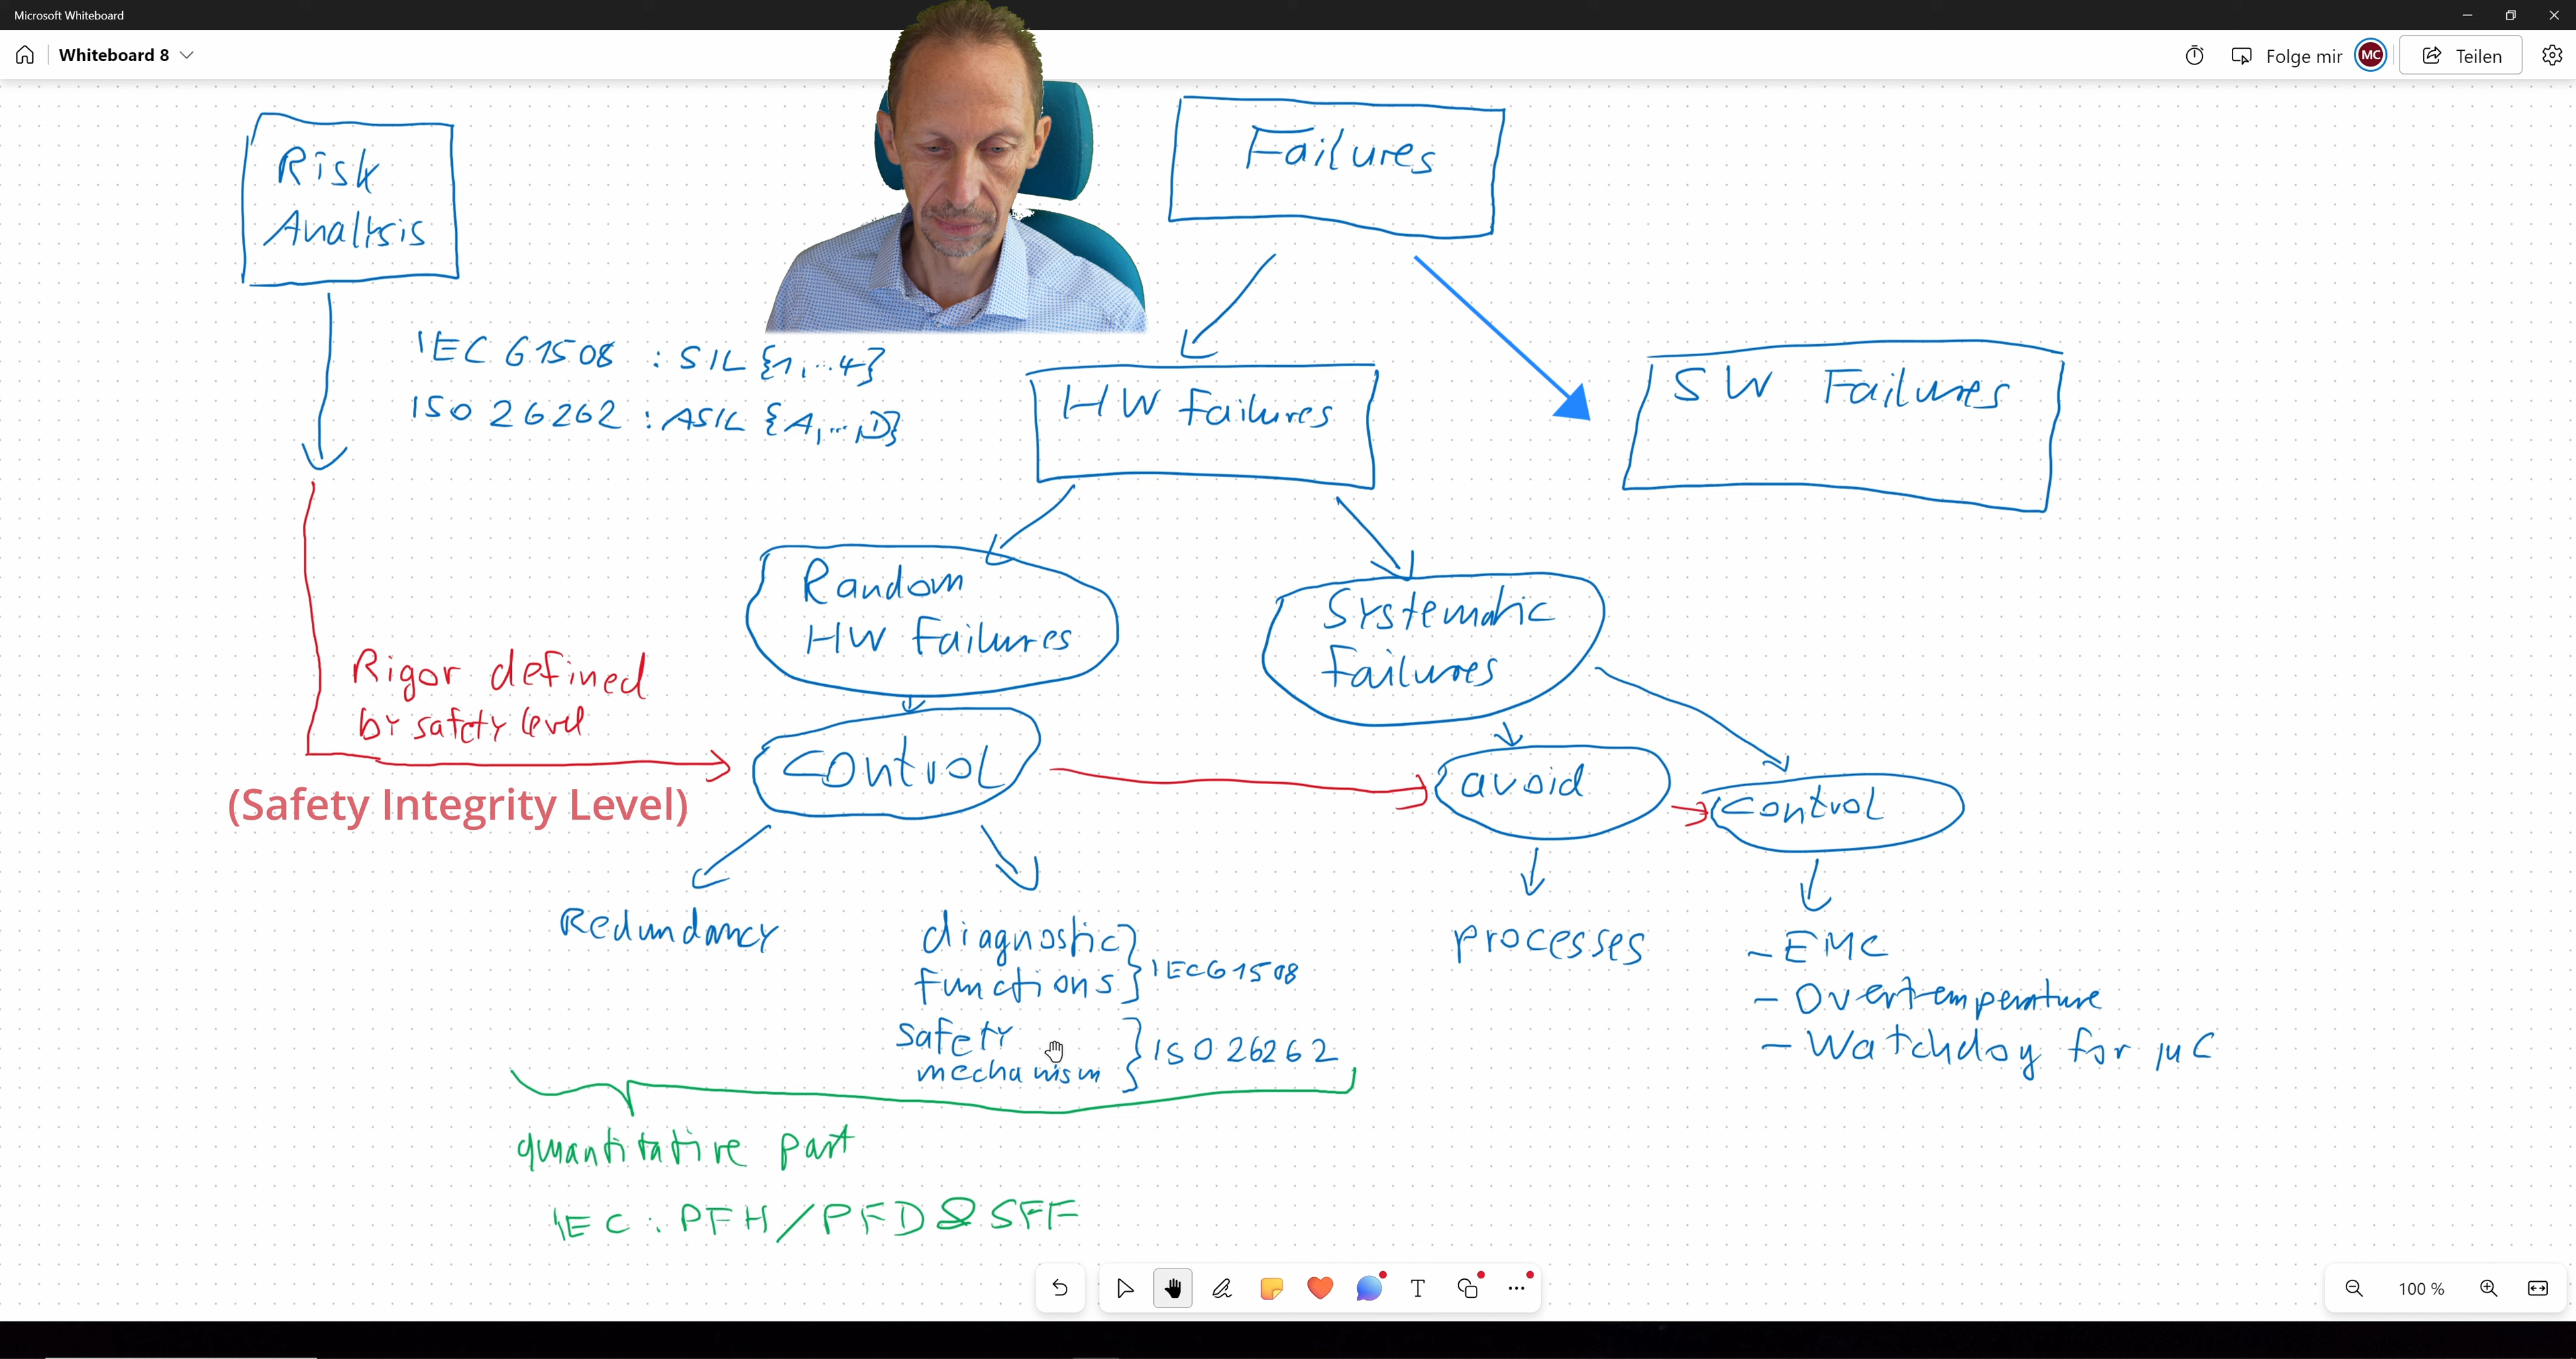 Microsoft Whiteboard
Whiteboard 8
Folge mir
MC
Teilen
Risk
Analysis
Failures
IEC 61508 : SIL {1,...4}
ISO 26262 : ASIL {A,...,D}
HW Failures
SW Failures
Random
HW Failures
Systematic
Failures
Rigor defined
by safety level
(Safety Integrity Level)
control
avoid
control
Redundancy
diagnostic
functions } IEC61508
safety
mechanism } ISO 26262
processes
- EMC
- Overtemperature
- Watchdog for µC
quantitative part
IEC: PFH/PFD & SFF
100 %